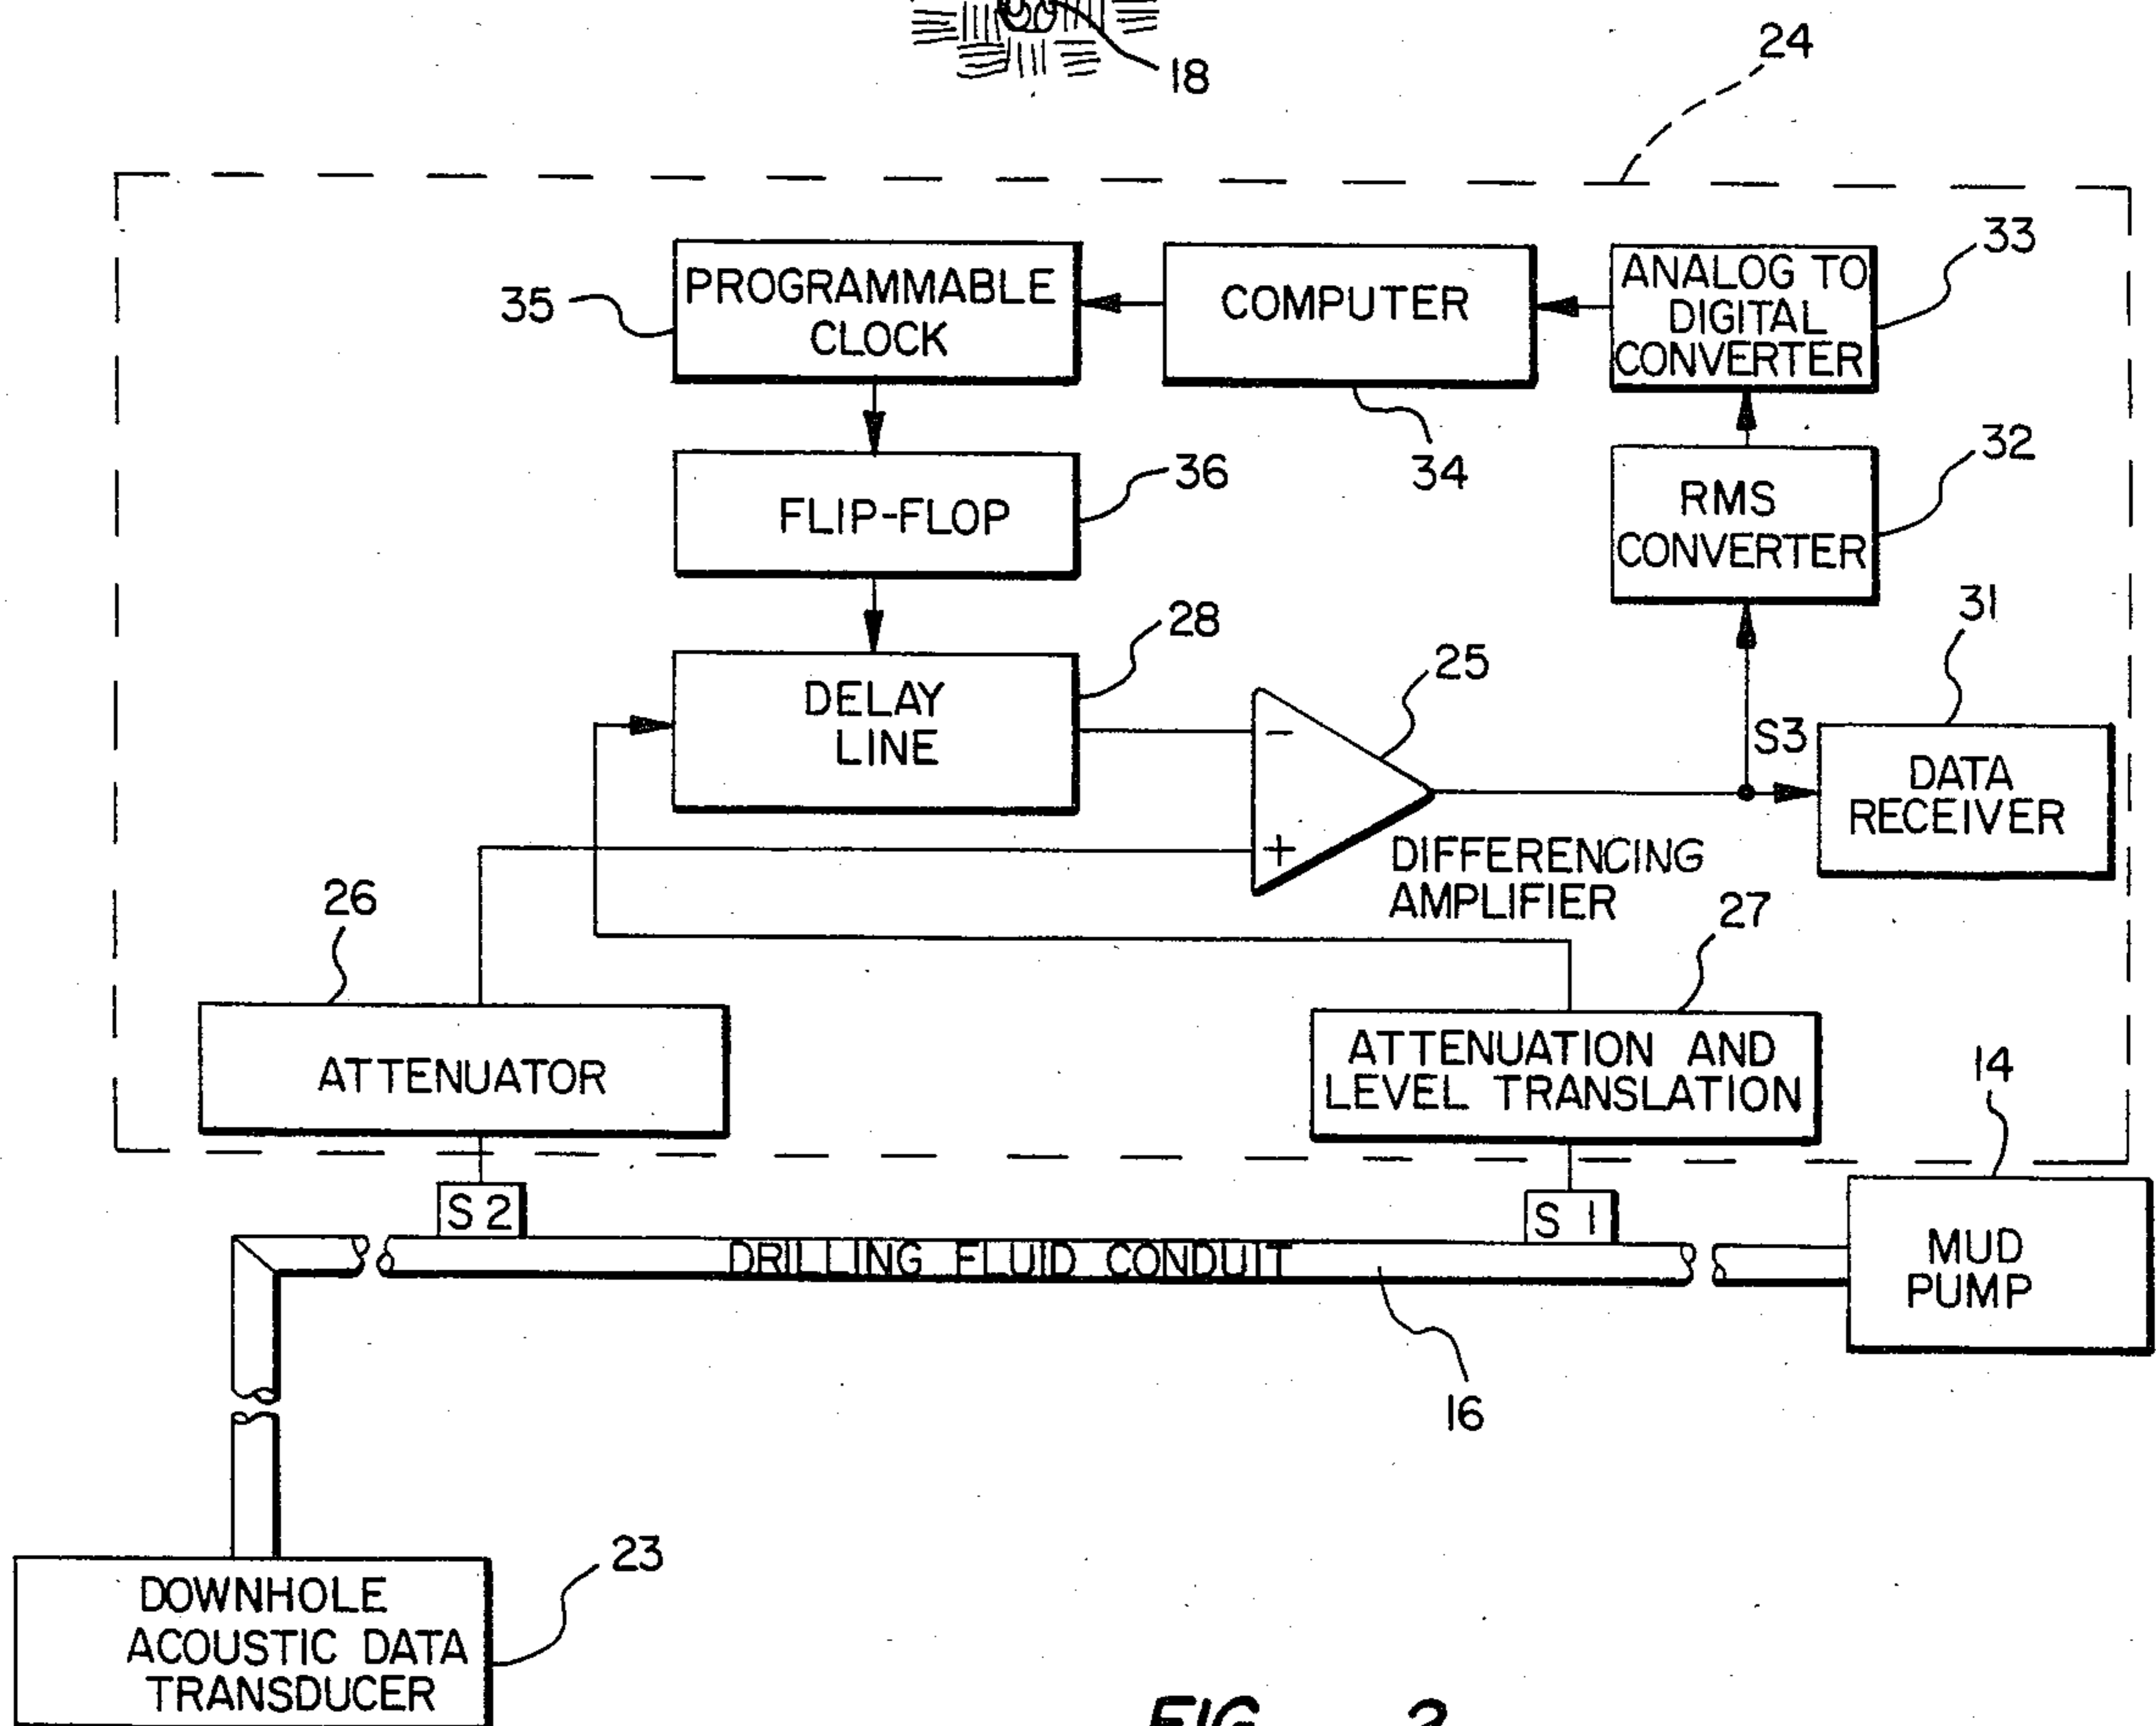 18
24
PROGRAMMABLE
CLOCK
35
COMPUTER
34
ANALOG TO
DIGITAL
CONVERTER
33
FLIP-FLOP
36
RMS
CONVERTER
32
DELAY
LINE
28
25
-
+
DIFFERENCING
AMPLIFIER
S3
31
DATA
RECEIVER
26
ATTENUATOR
27
ATTENUATION AND
LEVEL TRANSLATION
14
S2
S 1
DRILLING FLUID CONDUIT
MUD
PUMP
16
23
DOWNHOLE
ACOUSTIC DATA
TRANSDUCER
FIG. 2